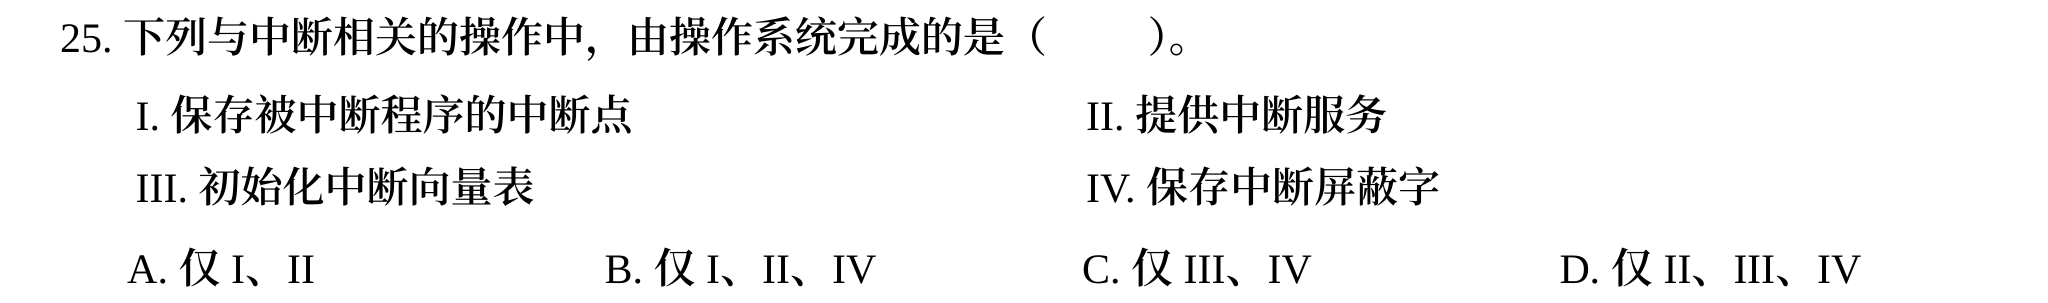 25. 下列与中断相关的操作中，由操作系统完成的是（　　）。
I. 保存被中断程序的中断点　　II. 提供中断服务
III. 初始化中断向量表　　IV. 保存中断屏蔽字
A. 仅 I、II　　B. 仅 I、II、IV　　C. 仅 III、IV　　D. 仅 II、III、IV